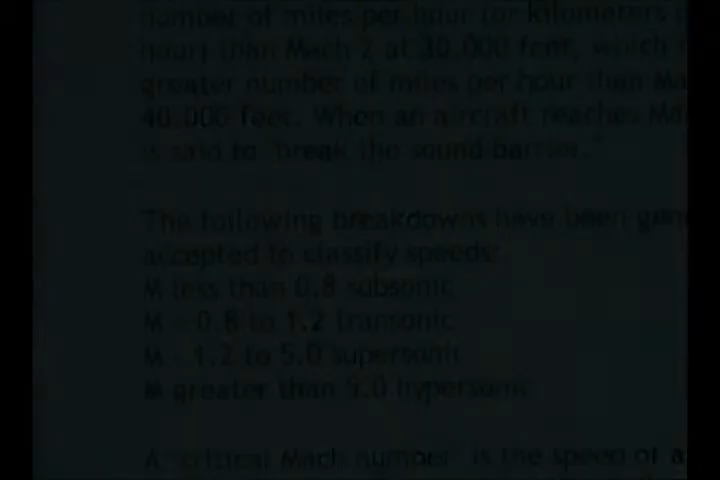 number of miles per hour (or kilometers
hour) than Mach 2 at 30,000 feet, which
greater number of miles per hour than
40,000 feet. When an aircraft reaches
is said to "break the sound barrier."
The following breakdowns have been
accepted to classify speeds:
M less than 0.8 subsonic
M - 0.8 to 1.2 transonic
M - 1.2 to 5.0 supersonic
M greater than 5.0 hypersonic
A "critical Mach number" is the speed of